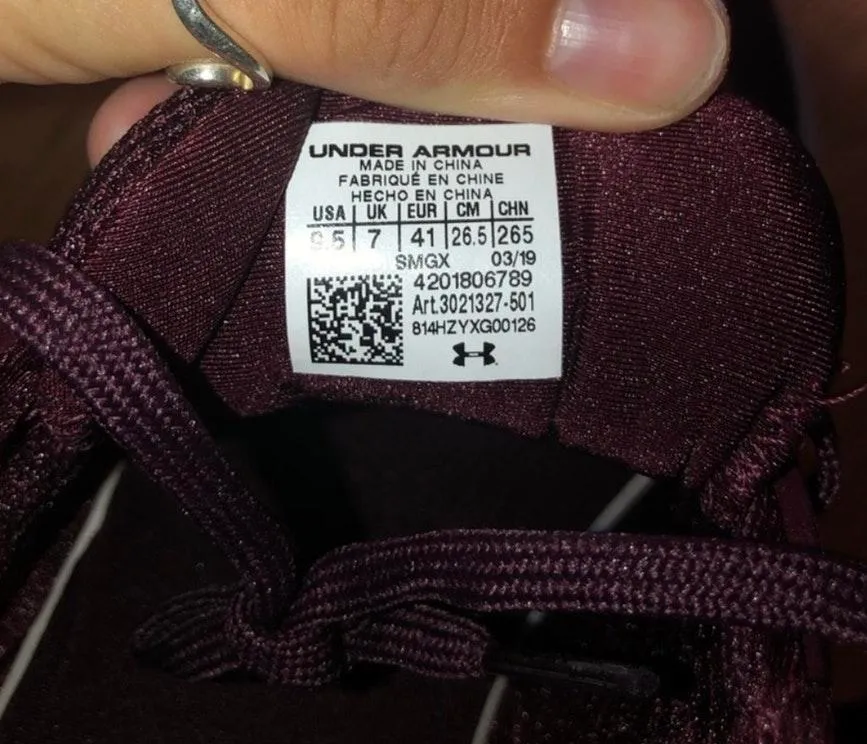 UNDER ARMOUR
MADE IN CHINA
FABRIQUÉ EN CHINE
HECHO EN CHINA
USA UK EUR CM CHN
9.5 7 41 26.5 265
SMGX 03/19
4201806789
Art.3021327-501
814HZYXG00126